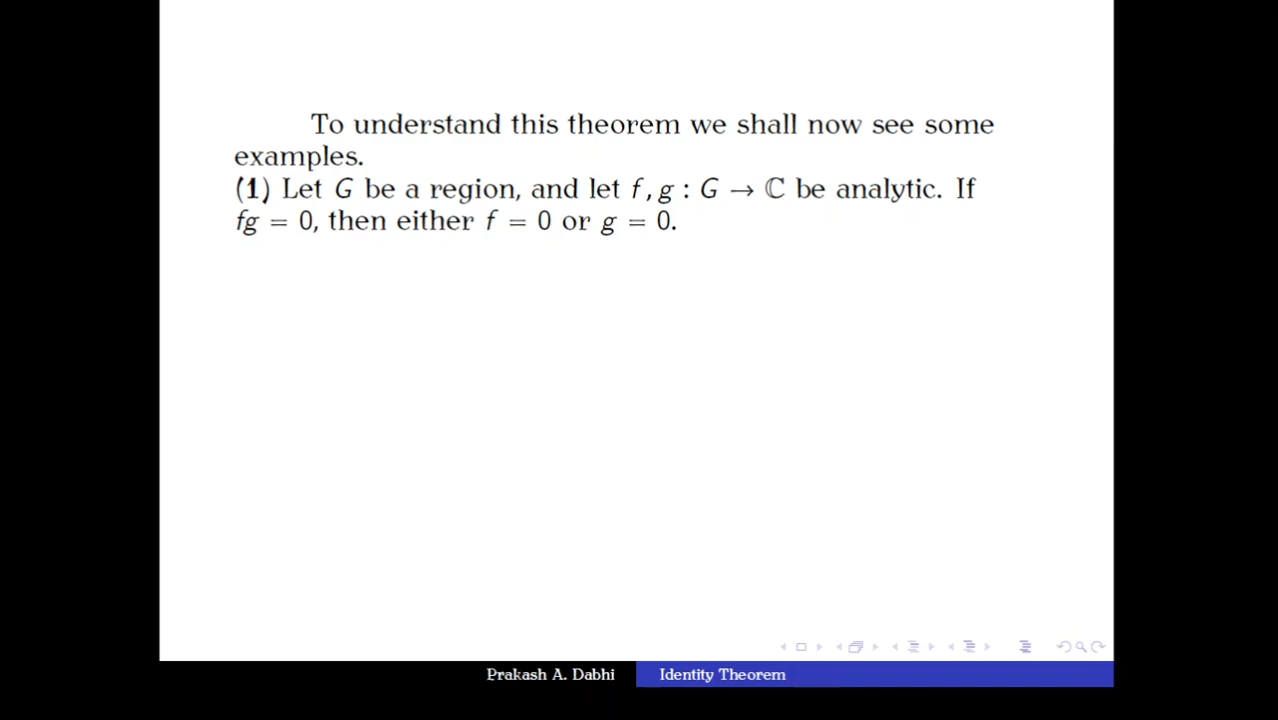 To understand this theorem we shall now see some
examples.
(1) Let G be a region, and let f, g : G → ℂ be analytic. If
fg = 0, then either f = 0 or g = 0.
Prakash A. Dabhi
Identity Theorem